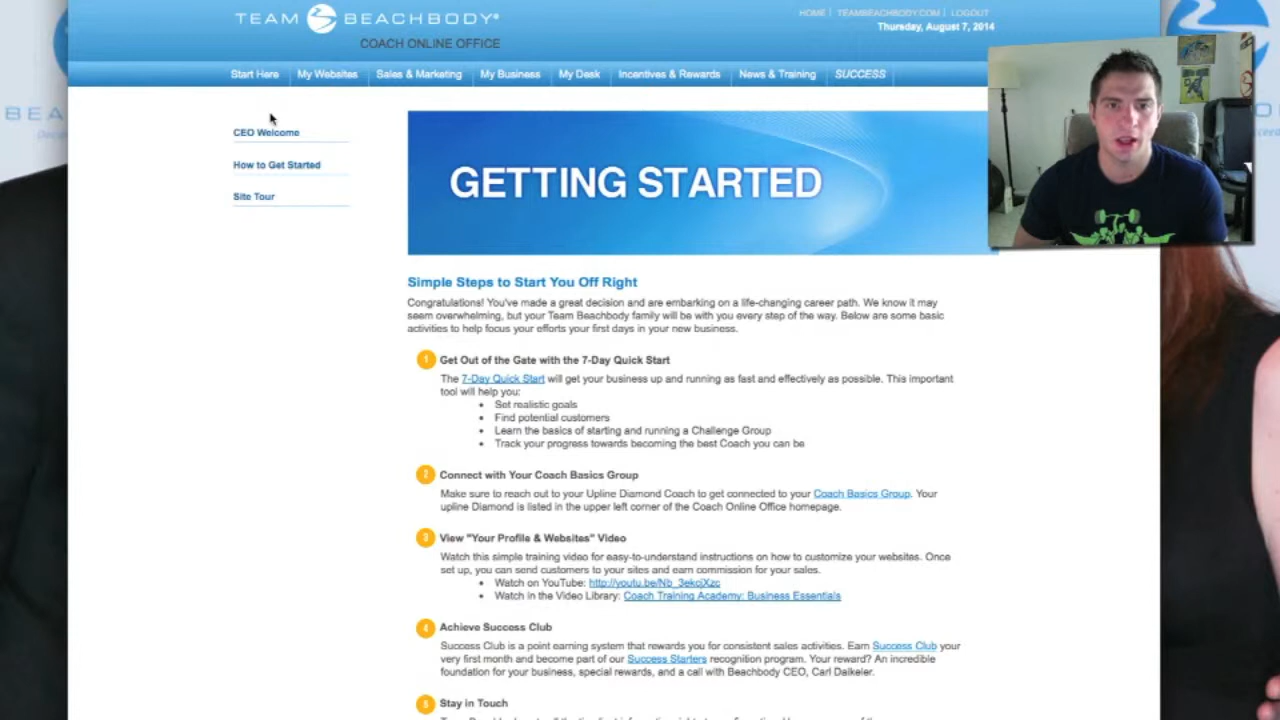 TEAM BEACHBODY®
COACH ONLINE OFFICE
HOME | TEAMBEACHBODY.COM | LOGOUT
Thursday, August 7, 2014
Start Here
My Websites
Sales & Marketing
My Business
My Desk
Incentives & Rewards
News & Training
SUCCESS
CEO Welcome
How to Get Started
Site Tour
GETTING STARTED
Simple Steps to Start You Off Right
Congratulations! You've made a great decision and are embarking on a life-changing career path. We know it may
seem overwhelming, but your Team Beachbody family will be with you every step of the way. Below are some basic
activities to help focus your efforts your first days in your new business.
1 Get Out of the Gate with the 7-Day Quick Start
The 7-Day Quick Start will get your business up and running as fast and effectively as possible. This important
tool will help you:
• Set realistic goals
• Find potential customers
• Learn the basics of starting and running a Challenge Group
• Track your progress towards becoming the best Coach you can be
2 Connect with Your Coach Basics Group
Make sure to reach out to your Upline Diamond Coach to get connected to your Coach Basics Group. Your
upline Diamond is listed in the upper left corner of the Coach Online Office homepage.
3 View "Your Profile & Websites" Video
Watch this simple training video for easy-to-understand instructions on how to customize your websites. Once
set up, you can send customers to your sites and earn commission for your sales.
• Watch on YouTube: http://youtu.be/Nb_3ekojXzc
• Watch in the Video Library: Coach Training Academy: Business Essentials
4 Achieve Success Club
Success Club is a point earning system that rewards you for consistent sales activities. Earn Success Club your
very first month and become part of our Success Starters recognition program. Your reward? An incredible
foundation for your business, special rewards, and a call with Beachbody CEO, Carl Daikeler.
5 Stay in Touch
BEA